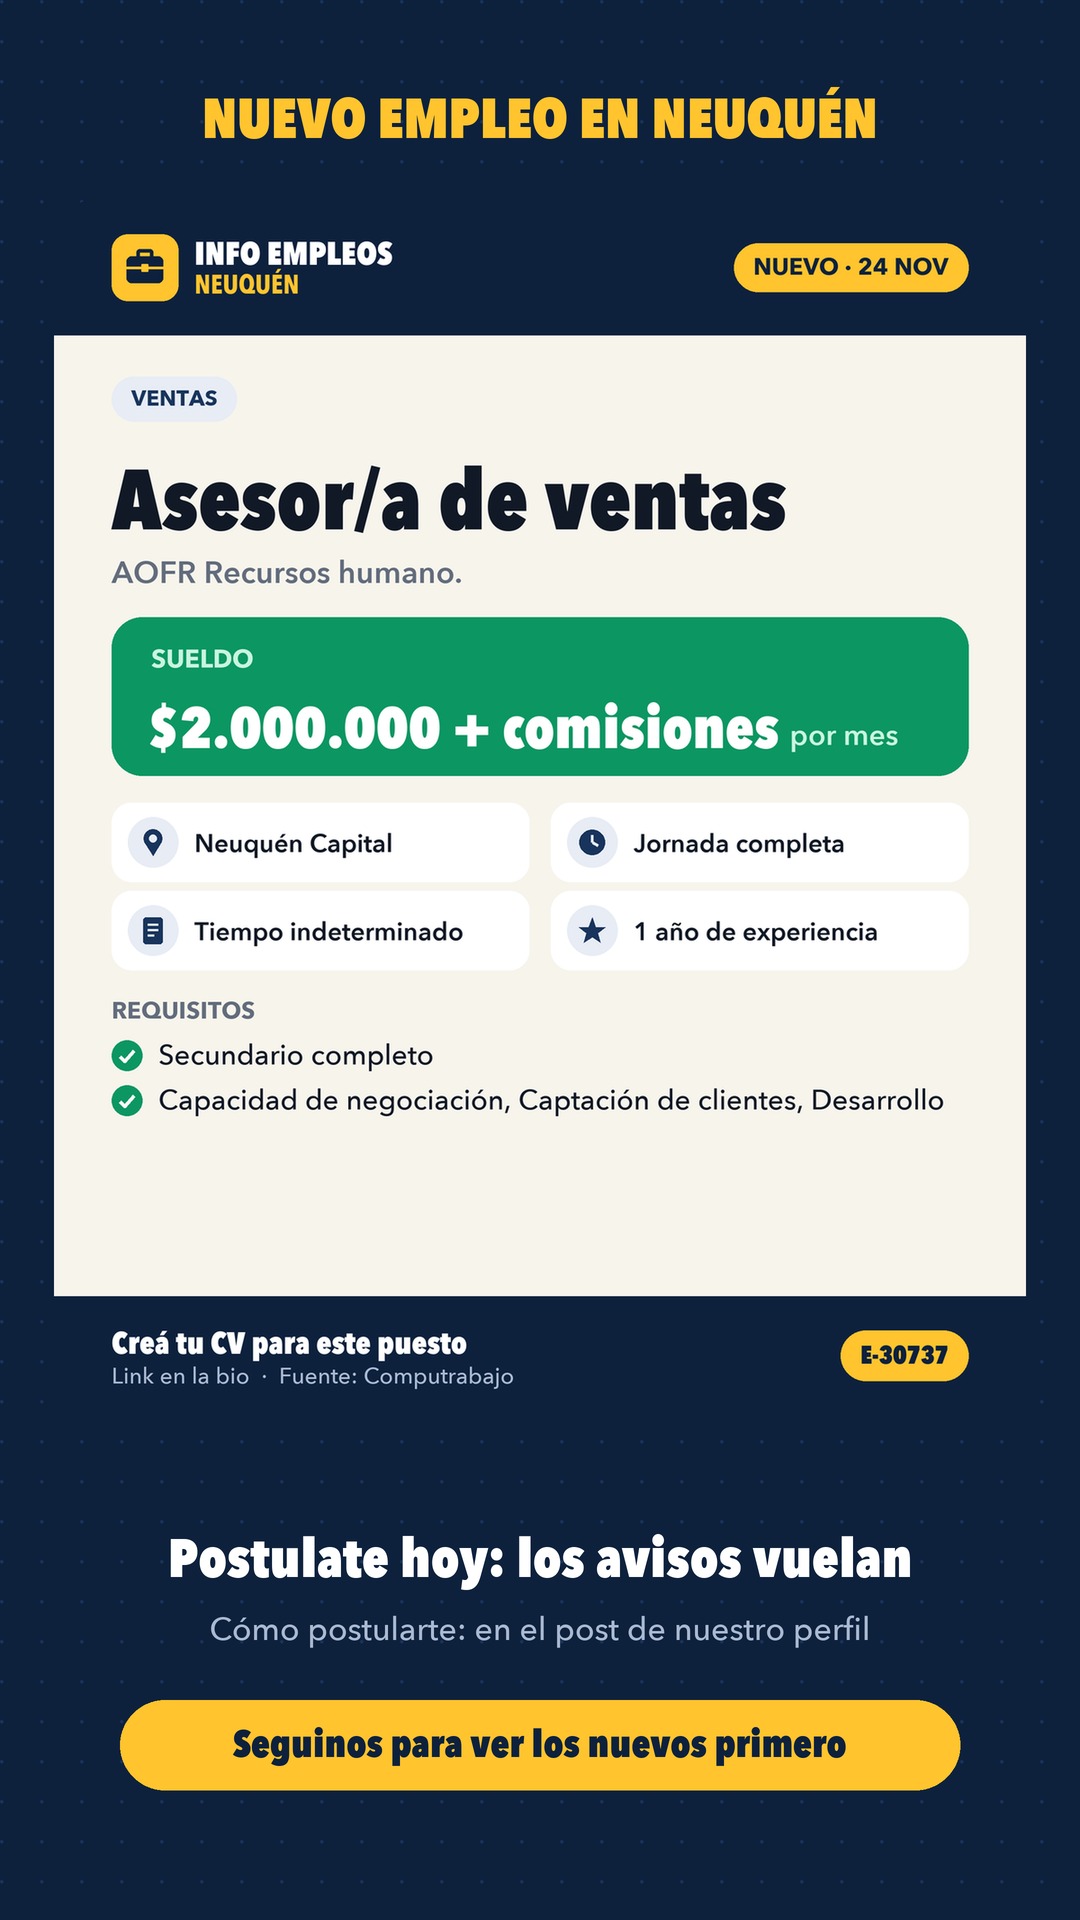 NUEVO EMPLEO EN NEUQUÉN
INFO EMPLEOS
NEUQUÉN
NUEVO · 24 NOV
VENTAS
Asesor/a de ventas
AOFR Recursos humano.
SUELDO
$2.000.000 + comisiones por mes
Neuquén Capital
Jornada completa
Tiempo indeterminado
1 año de experiencia
REQUISITOS
Secundario completo
Capacidad de negociación, Captación de clientes, Desarrollo
Creá tu CV para este puesto
Link en la bio · Fuente: Computrabajo
E-30737
Postulate hoy: los avisos vuelan
Cómo postularte: en el post de nuestro perfil
Seguinos para ver los nuevos primero